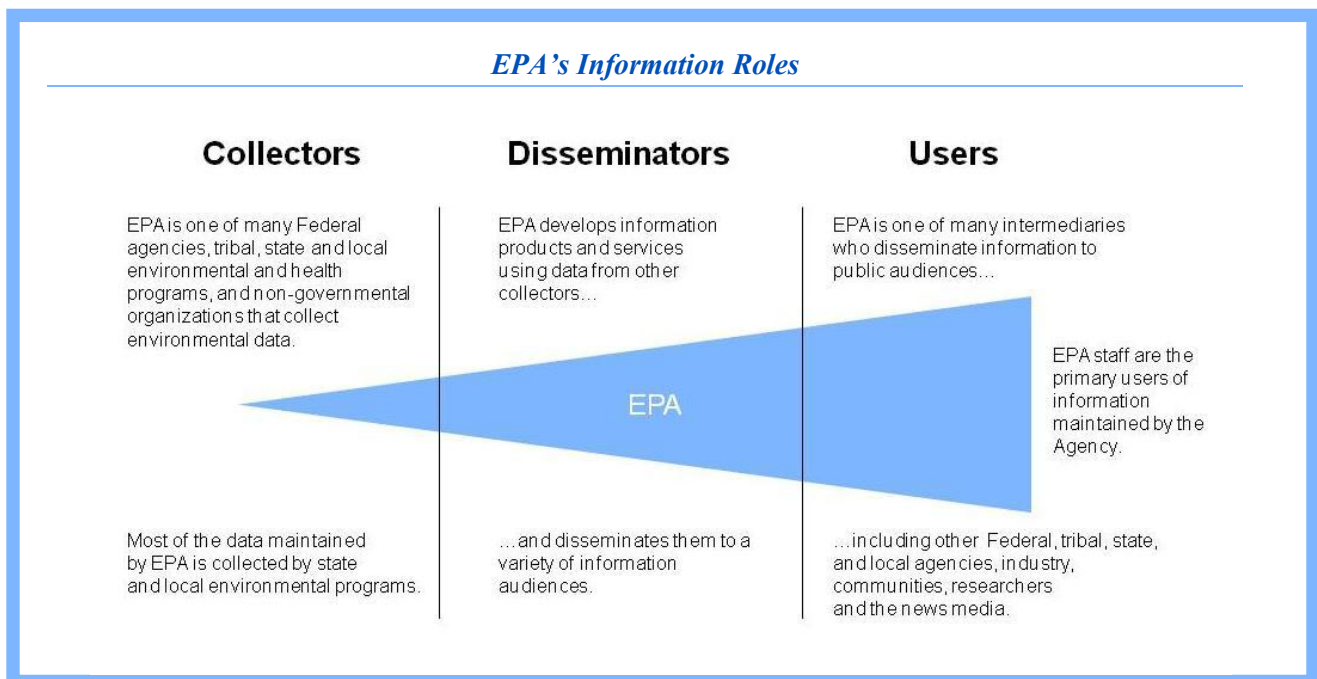 EPA's Information Roles
Collectors
EPA is one of many Federal
agencies, tribal, state and local
environmental and health
programs, and non-governmental
organizations that collect
environmental data.
Most of the data maintained
by EPA is collected by state
and local environmental programs.
Disseminators
EPA develops information
products and services
using data from other
collectors…
EPA
…and disseminates them to a
variety of information
audiences.
Users
EPA is one of many intermediaries
who disseminate information to
public audiences…
EPA staff are the
primary users of
information
maintained by the
Agency.
…including other Federal, tribal, state,
and local agencies, industry,
communities, researchers
and the news media.